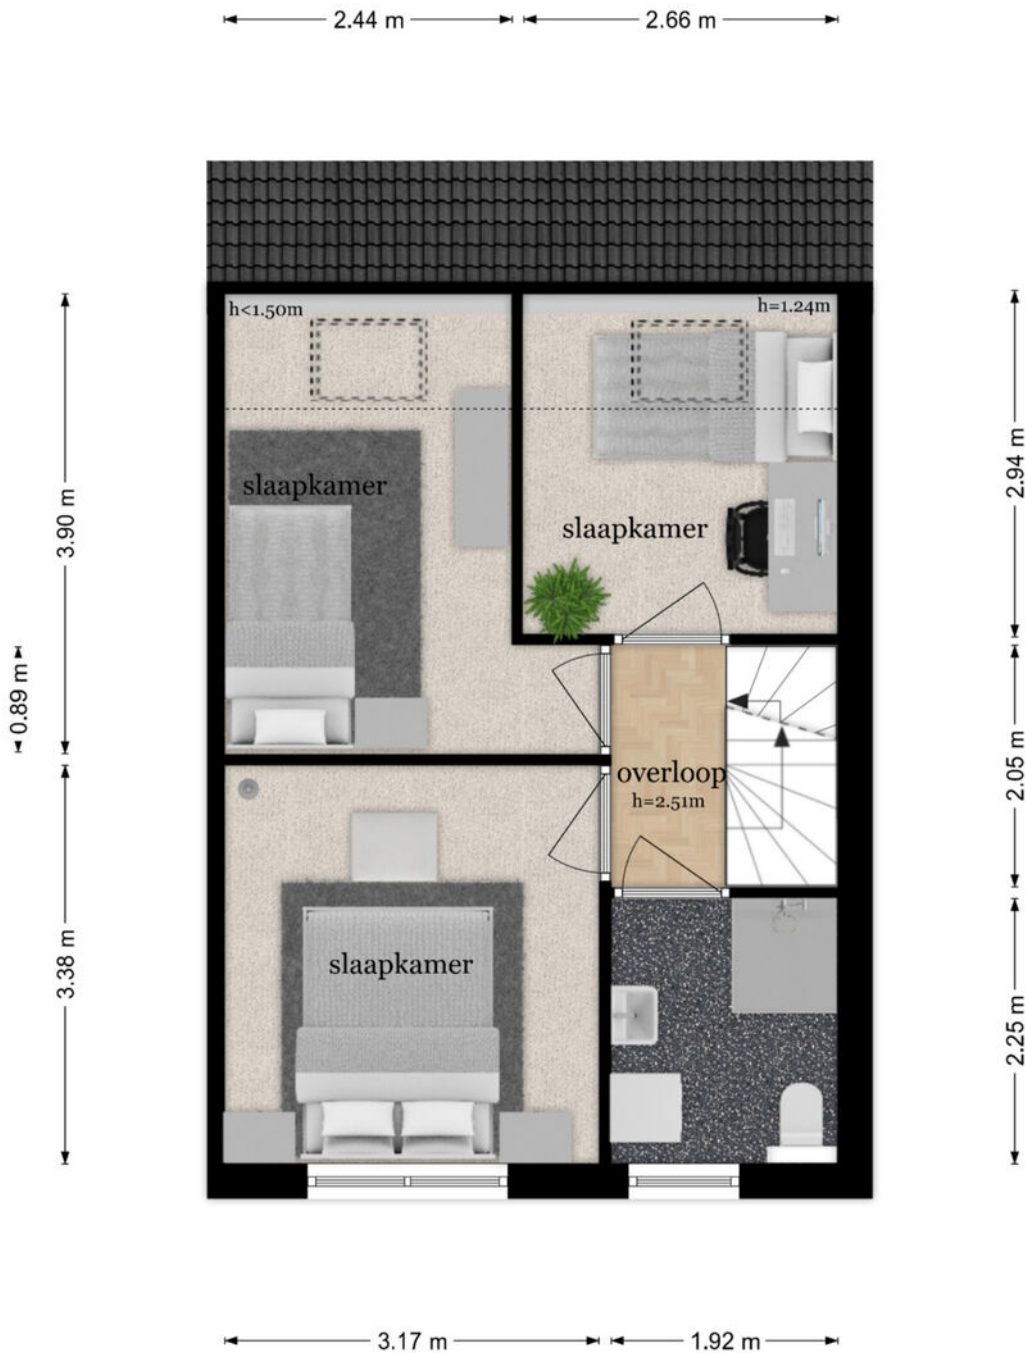 2.44 m
2.66 m
h<1.50m
h=1.24m
slaapkamer
slaapkamer
3.90 m
2.94 m
0.89 m
overloop
h=2.51m
2.05 m
slaapkamer
3.38 m
2.25 m
3.17 m
1.92 m